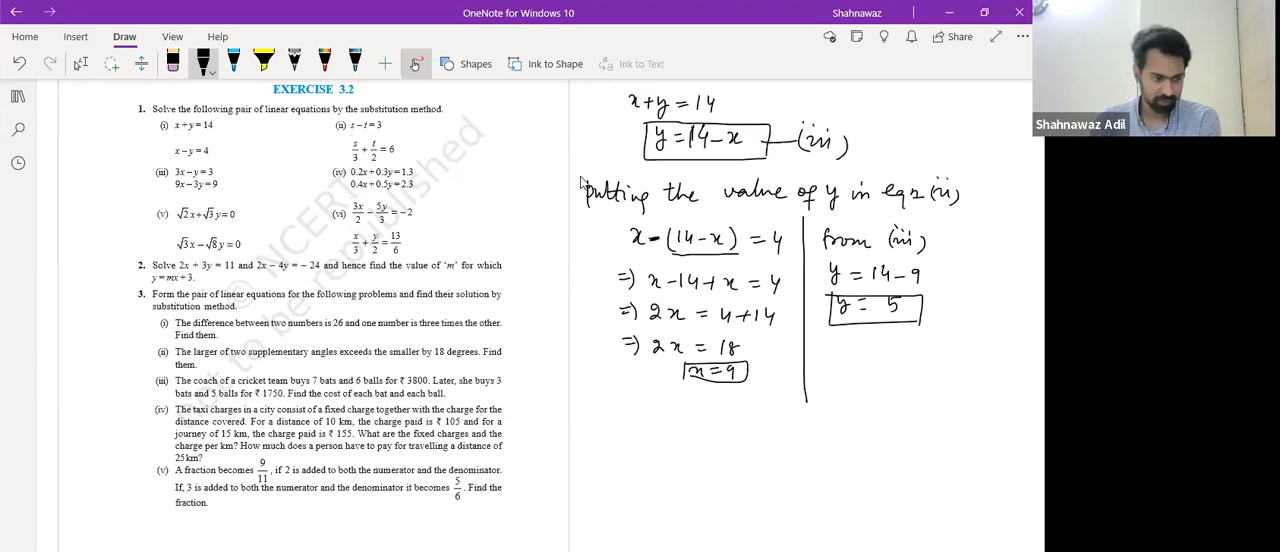 OneNote for Windows 10
Shahnawaz
Home Insert Draw View Help
Share
Shapes Ink to Shape Ink to Text
EXERCISE 3.2
1. Solve the following pair of linear equations by the substitution method.
(i) x + y = 14 (ii) s – t = 3
x – y = 4 s/3 + t/2 = 6
(iii) 3x – y = 3 (iv) 0.2x + 0.3y = 1.3
9x – 3y = 9 0.4x + 0.5y = 2.3
(v) √2 x + √3 y = 0 (vi) 3x/2 – 5y/3 = –2
√3 x – √8 y = 0 x/3 + y/2 = 13/6
2. Solve 2x + 3y = 11 and 2x – 4y = – 24 and hence find the value of ‘m’ for which
y = mx + 3.
3. Form the pair of linear equations for the following problems and find their solution by
substitution method.
(i) The difference between two numbers is 26 and one number is three times the other.
Find them.
(ii) The larger of two supplementary angles exceeds the smaller by 18 degrees. Find
them.
(iii) The coach of a cricket team buys 7 bats and 6 balls for ₹ 3800. Later, she buys 3
bats and 5 balls for ₹ 1750. Find the cost of each bat and each ball.
(iv) The taxi charges in a city consist of a fixed charge together with the charge for the
distance covered. For a distance of 10 km, the charge paid is ₹ 105 and for a
journey of 15 km, the charge paid is ₹ 155. What are the fixed charges and the
charge per km? How much does a person have to pay for travelling a distance of
25 km?
(v) A fraction becomes 9/11, if 2 is added to both the numerator and the denominator.
If, 3 is added to both the numerator and the denominator it becomes 5/6. Find the
fraction.
© NCERT
not to be republished
x + y = 14
y = 14 - x — (iii)
putting the value of y in eqn (ii)
x - (14 - x) = 4
=) x - 14 + x = 4
=) 2x = 4 + 14
=) 2x = 18
x = 9
from (iii)
y = 14 - 9
y = 5
Shahnawaz Adil